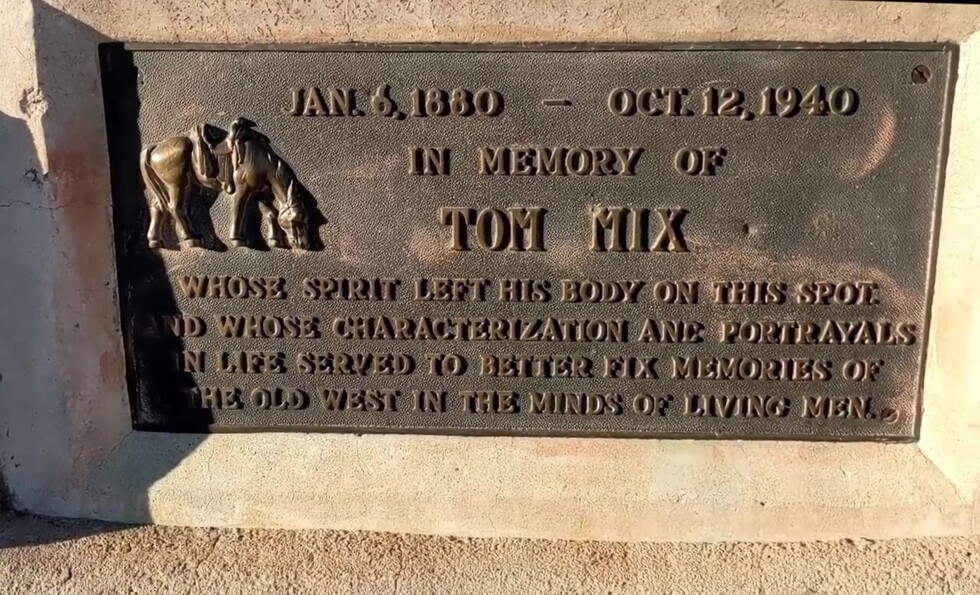 JAN. 6, 1880 – OCT. 12, 1940
IN MEMORY OF
TOM MIX
WHOSE SPIRIT LEFT HIS BODY ON THIS SPOT.
AND WHOSE CHARACTERIZATION AND PORTRAYALS
IN LIFE SERVED TO BETTER FIX MEMORIES OF
THE OLD WEST IN THE MINDS OF LIVING MEN.